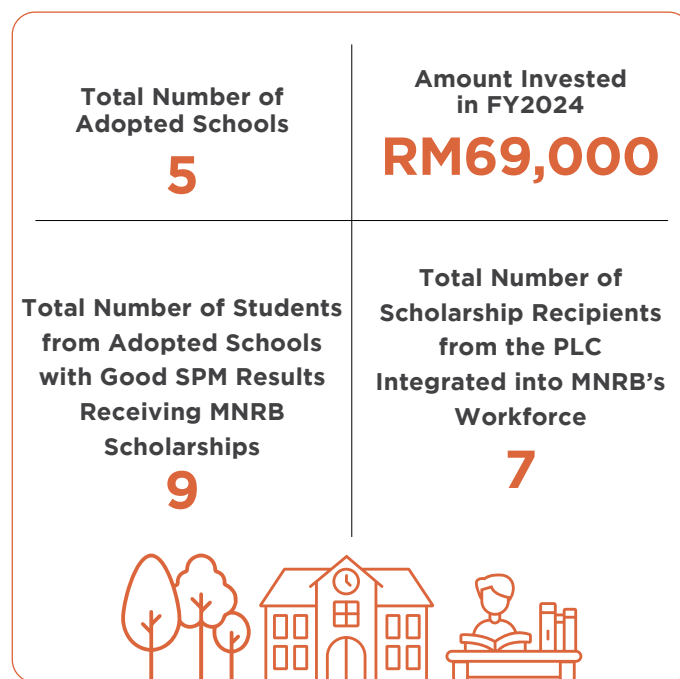 Total Number of
Adopted Schools
5
Amount Invested
in FY2024
RM69,000
Total Number of Students
from Adopted Schools
with Good SPM Results
Receiving MNRB
Scholarships
9
Total Number of
Scholarship Recipients
from the PLC
Integrated into MNRB's
Workforce
7